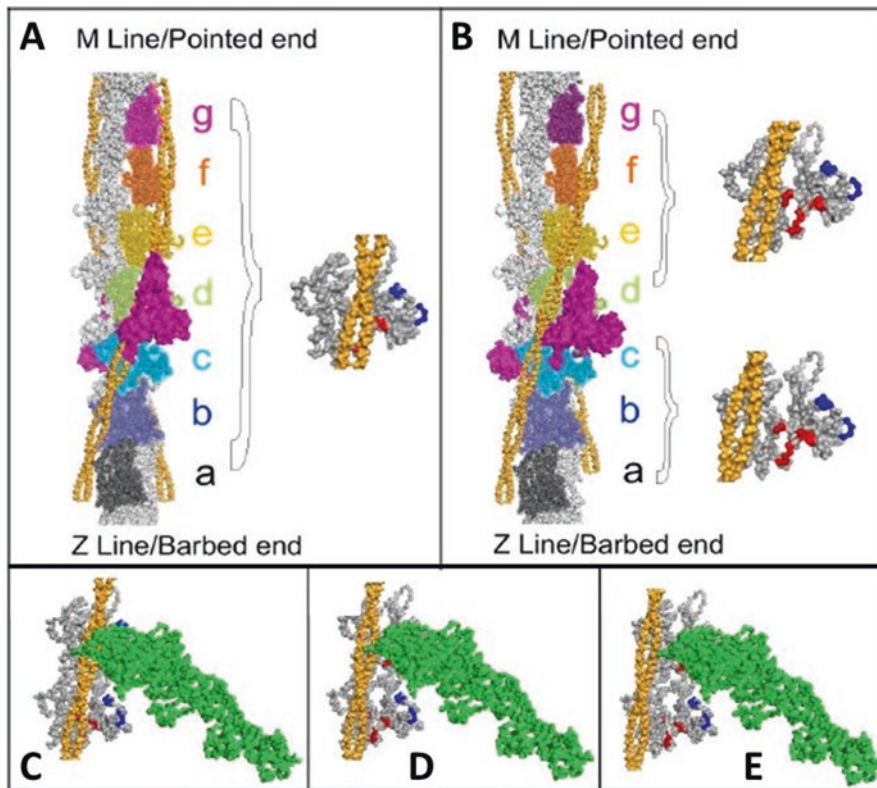 A
M Line/Pointed end
g
f
e
d
c
b
a
Z Line/Barbed end
B
M Line/Pointed end
g
f
e
d
c
b
a
Z Line/Barbed end
C
D
E